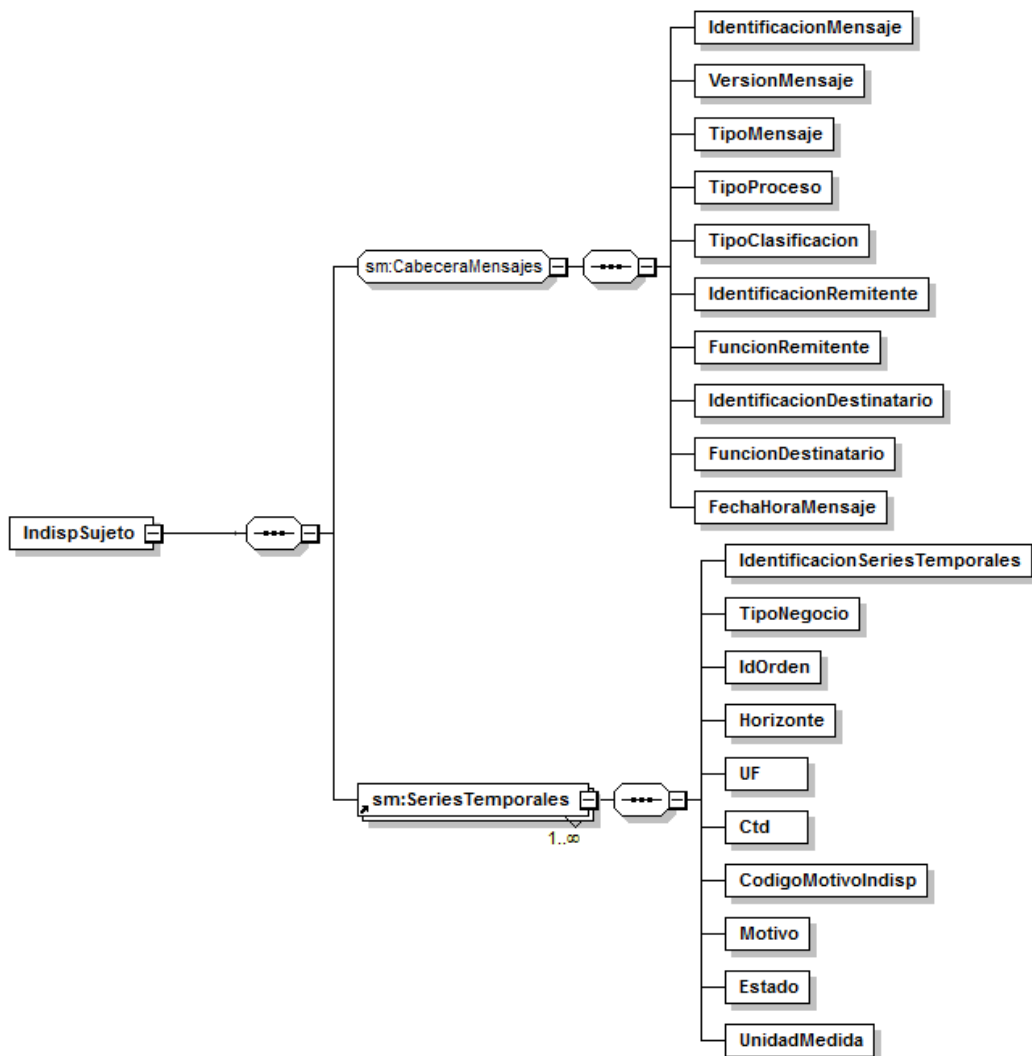 IdentificacionMensaje
VersionMensaje
TipoMensaje
TipoProceso
TipoClasificacion
sm:CabeceraMensajes
IdentificacionRemitente
FuncionRemitente
IdentificacionDestinatario
FuncionDestinatario
FechaHoraMensaje
IndispSujeto
IdentificacionSeriesTemporales
TipoNegocio
IdOrden
Horizonte
UF
sm:SeriesTemporales
1..∞
Ctd
CodigoMotivoIndisp
Motivo
Estado
UnidadMedida